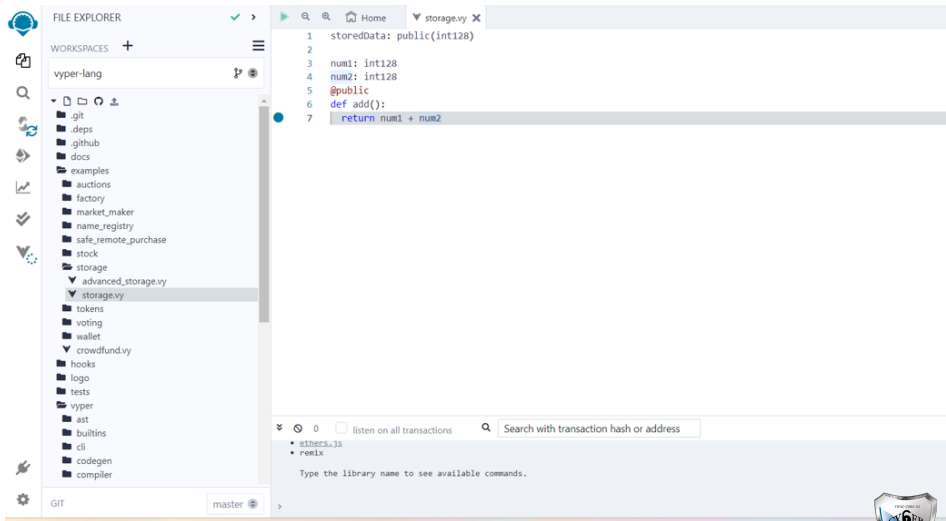 FILE EXPLORER
WORKSPACES
vyper-lang
.git
.deps
.github
docs
examples
auctions
factory
market_maker
name_registry
safe_remote_purchase
stock
storage
advanced_storage.vy
storage.vy
tokens
voting
wallet
crowdfund.vy
hooks
logo
tests
vyper
ast
builtins
cli
codegen
compiler
GIT
master
Home
storage.vy
1 storedData: public(int128)
2
3 num1: int128
4 num2: int128
5 @public
6 def add():
7 return num1 + num2
0 listen on all transactions
Search with transaction hash or address
• ethers.js
• remix
Type the library name to see available commands.
>